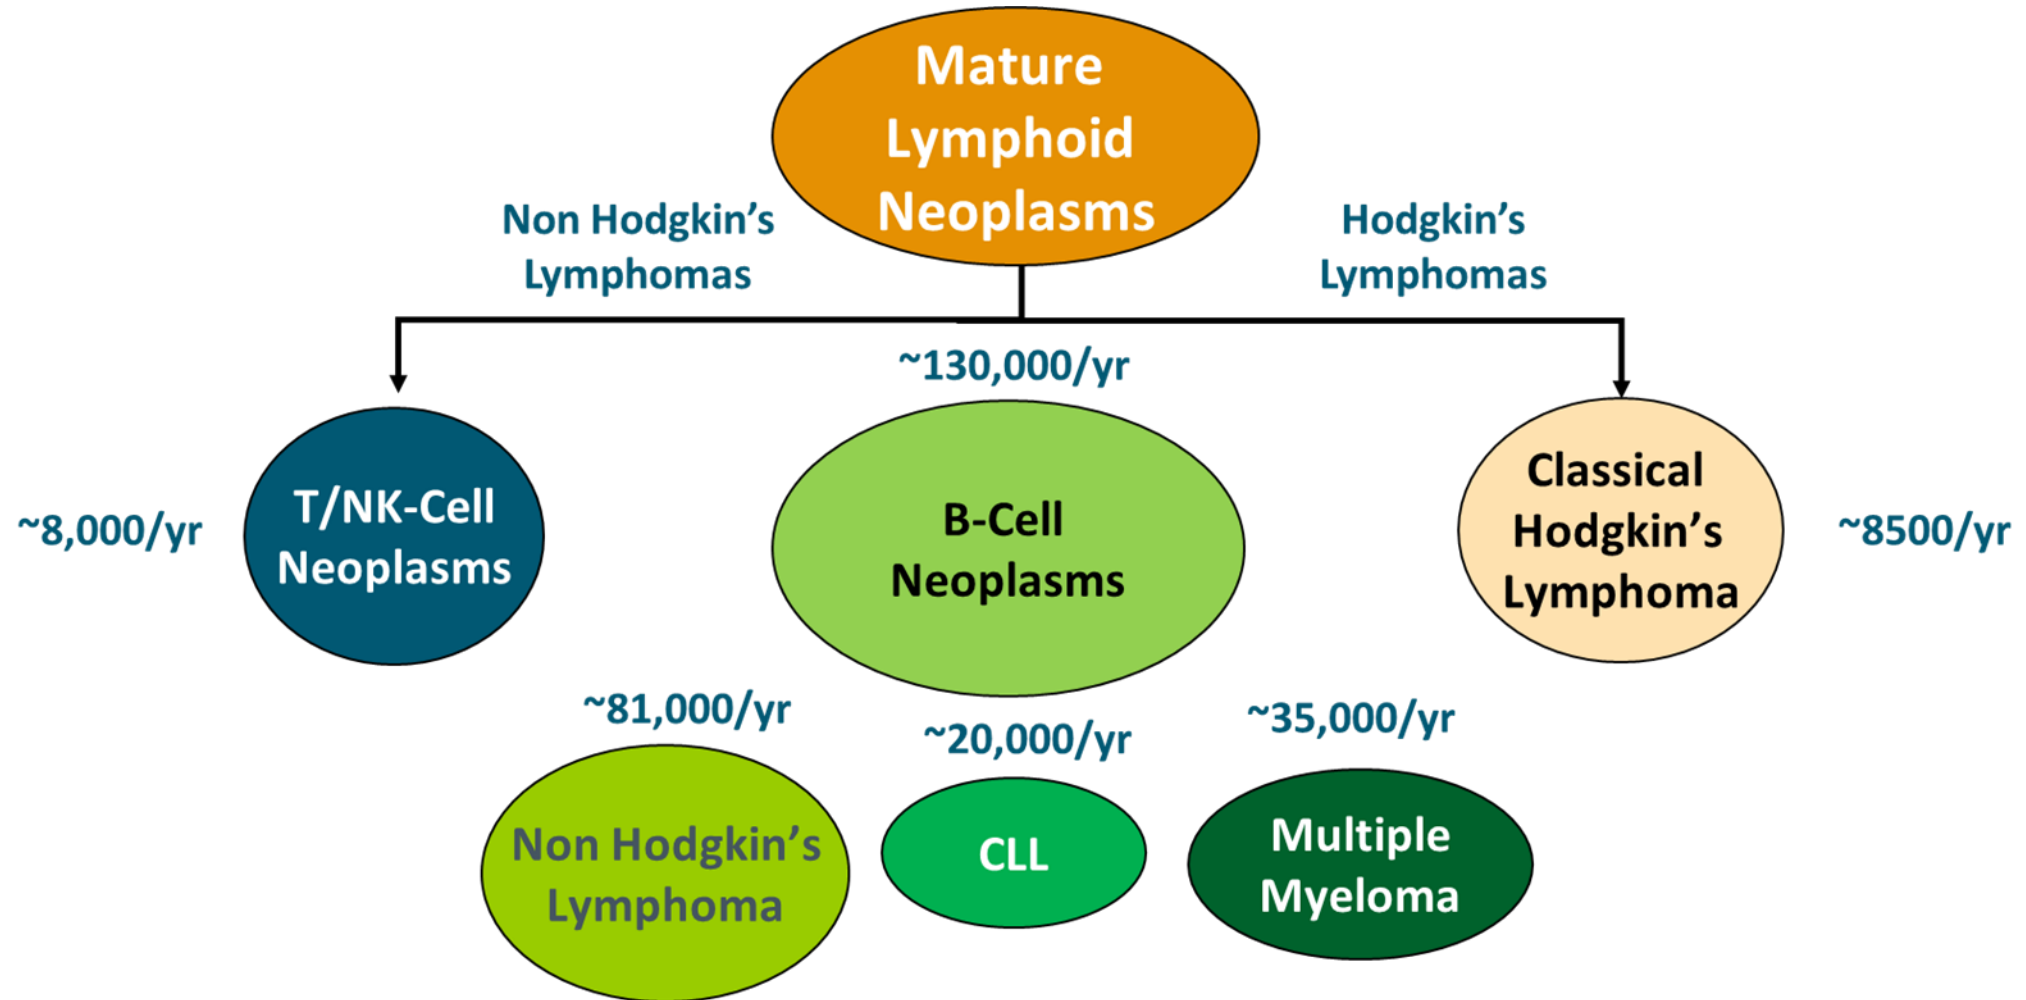 Mature
Lymphoid
Neoplasms
Non Hodgkin’s
Lymphomas
Hodgkin’s
Lymphomas
~130,000/yr
~8,000/yr
T/NK-Cell
Neoplasms
B-Cell
Neoplasms
Classical
Hodgkin’s
Lymphoma
~8500/yr
~81,000/yr
~20,000/yr
~35,000/yr
Non Hodgkin’s
Lymphoma
CLL
Multiple
Myeloma